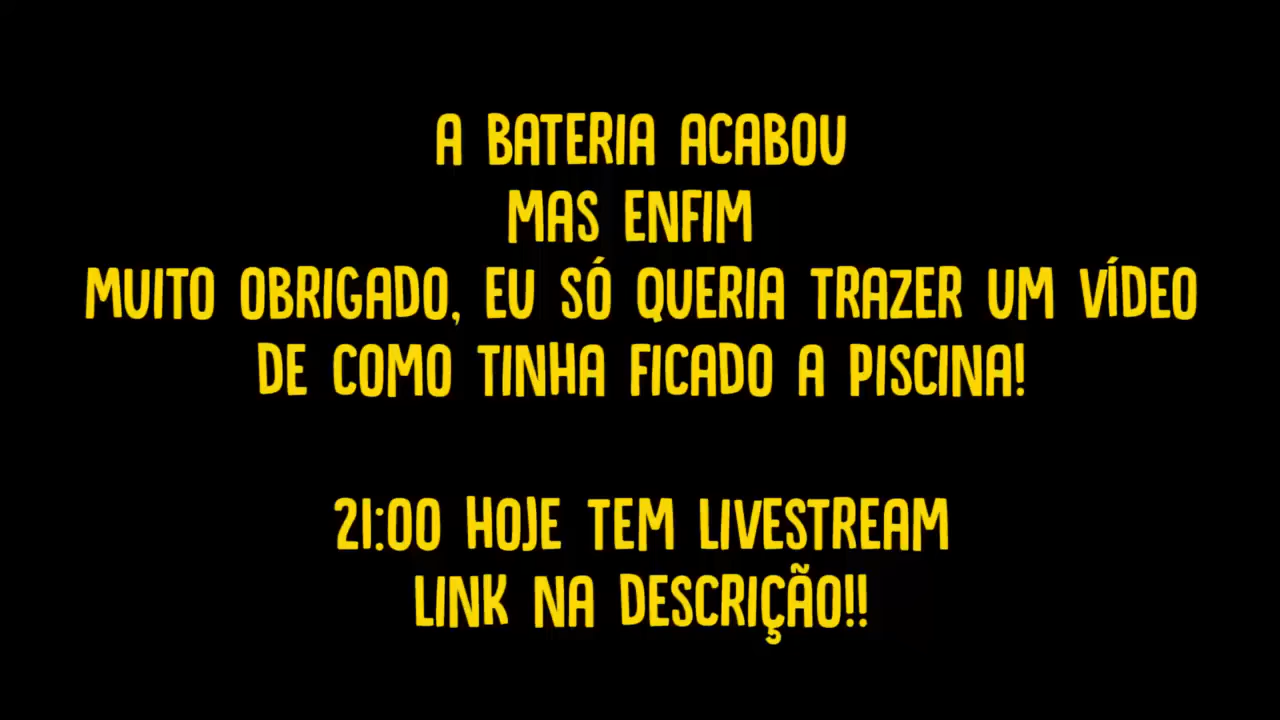 A BATERIA ACABOU
MAS ENFIM
MUITO OBRIGADO, EU SÓ QUERIA TRAZER UM VÍDEO
DE COMO TINHA FICADO A PISCINA!
21:00 HOJE TEM LIVESTREAM
LINK NA DESCRIÇÃO!!